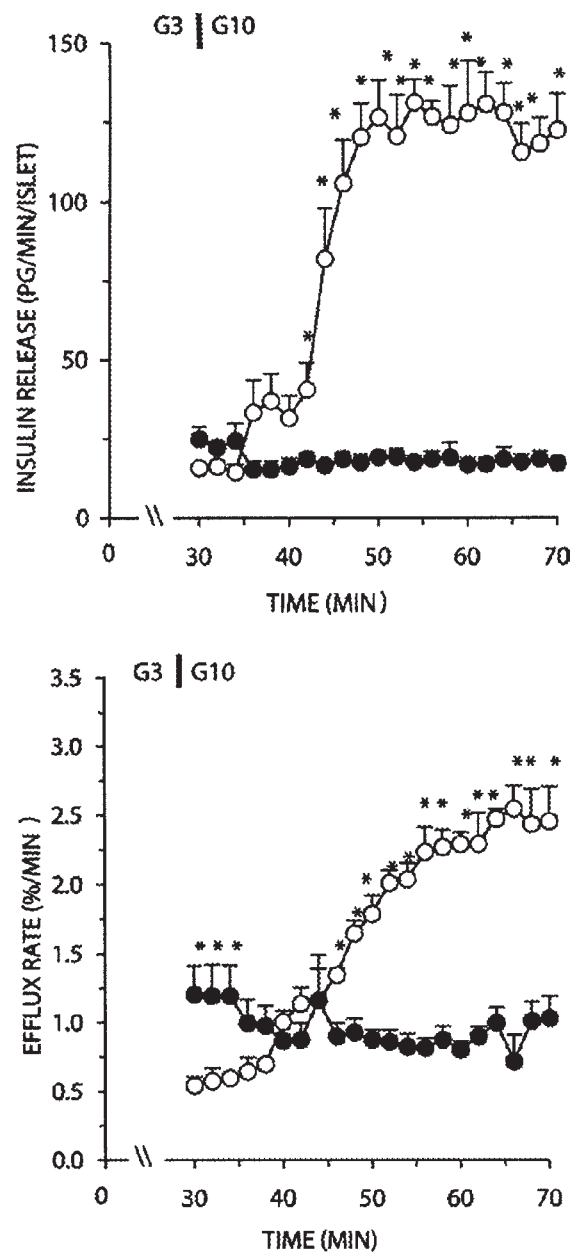 G3 | G10
150
100
50
0
INSULIN RELEASE (PG/MIN/ISLET)
* * * * * * * * * * * * * * *
0 // 30 40 50 60 70
TIME (MIN)
G3 | G10
3.5
3.0
2.5
2.0
1.5
1.0
0.5
0.0
EFFLUX RATE (%/MIN)
* * * * * * * * * * * * * * * *
0 // 30 40 50 60 70
TIME (MIN)